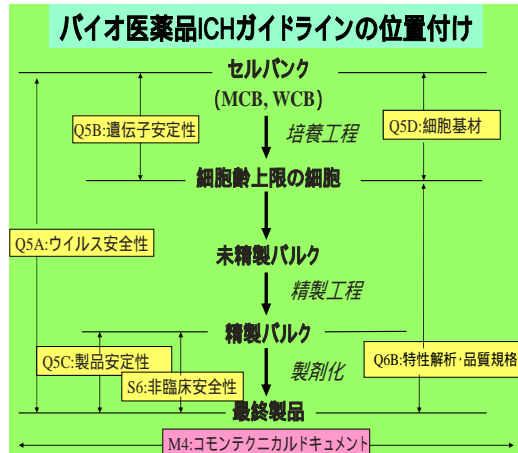 バイオ医薬品ICHガイドラインの位置付け
セルバンク
(MCB, WCB)
Q5B:遺伝子安定性
培養工程
Q5D:細胞基材
細胞齢上限の細胞
Q5A:ウイルス安全性
未精製バルク
精製工程
精製バルク
Q5C:製品安定性
製剤化
Q6B:特性解析・品質規格
S6:非臨床安全性
最終製品
M4:コモンテクニカルドキュメント